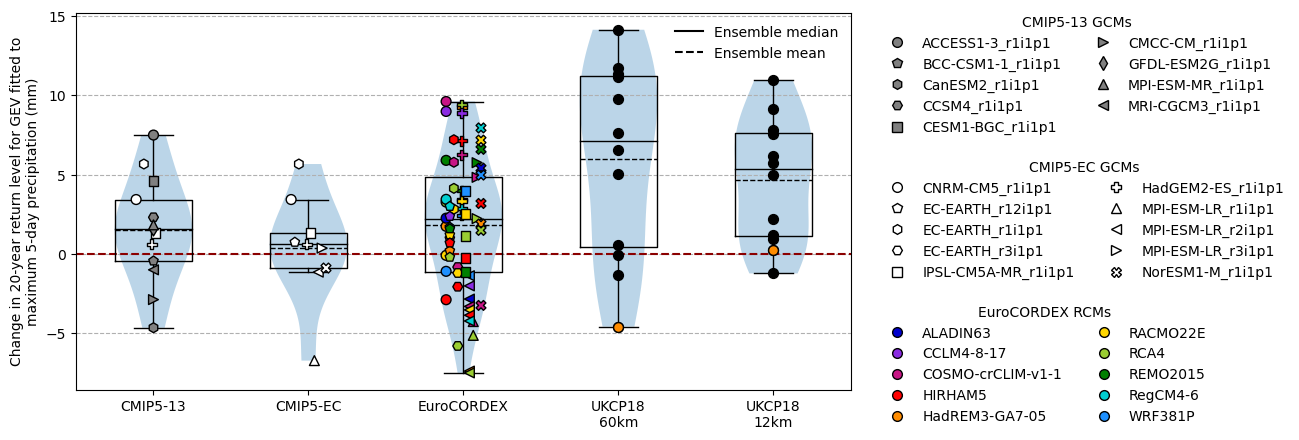 Change in 20-year return level for GEV fitted to
maximum 5-day precipitation (mm)
15
10
5
0
−5
Ensemble median
Ensemble mean
CMIP5-13
CMIP5-EC
EuroCORDEX
UKCP18
60km
UKCP18
12km
CMIP5-13 GCMs
ACCESS1-3_r1i1p1
BCC-CSM1-1_r1i1p1
CanESM2_r1i1p1
CCSM4_r1i1p1
CESM1-BGC_r1i1p1
CMCC-CM_r1i1p1
GFDL-ESM2G_r1i1p1
MPI-ESM-MR_r1i1p1
MRI-CGCM3_r1i1p1
CMIP5-EC GCMs
CNRM-CM5_r1i1p1
EC-EARTH_r12i1p1
EC-EARTH_r1i1p1
EC-EARTH_r3i1p1
IPSL-CM5A-MR_r1i1p1
HadGEM2-ES_r1i1p1
MPI-ESM-LR_r1i1p1
MPI-ESM-LR_r2i1p1
MPI-ESM-LR_r3i1p1
NorESM1-M_r1i1p1
EuroCORDEX RCMs
ALADIN63
CCLM4-8-17
COSMO-crCLIM-v1-1
HIRHAM5
HadREM3-GA7-05
RACMO22E
RCA4
REMO2015
RegCM4-6
WRF381P